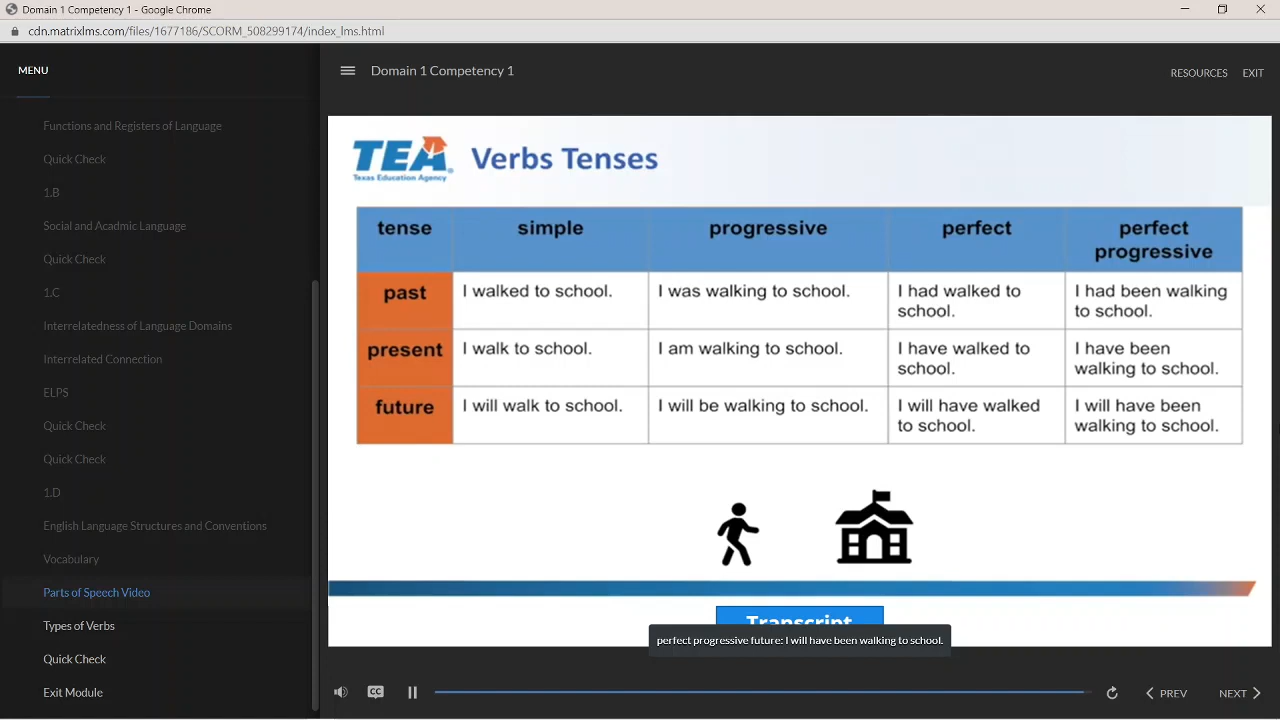 Domain 1 Competency 1 - Google Chrome
cdn.matrixlms.com/files/1677186/SCORM_508299174/index_lms.html
MENU
Functions and Registers of Language
Quick Check
1.B
Social and Acadmic Language
Quick Check
1.C
Interrelatedness of Language Domains
Interrelated Connection
ELPS
Quick Check
Quick Check
1.D
English Language Structures and Conventions
Vocabulary
Parts of Speech Video
Types of Verbs
Quick Check
Exit Module
Domain 1 Competency 1
RESOURCES EXIT
TEA
Texas Education Agency
Verbs Tenses
tense simple progressive perfect perfect progressive
past I walked to school. I was walking to school. I had walked to school. I had been walking to school.
present I walk to school. I am walking to school. I have walked to school. I have been walking to school.
future I will walk to school. I will be walking to school. I will have walked to school. I will have been walking to school.
Transcript
perfect progressive future: I will have been walking to school.
CC
PREV NEXT